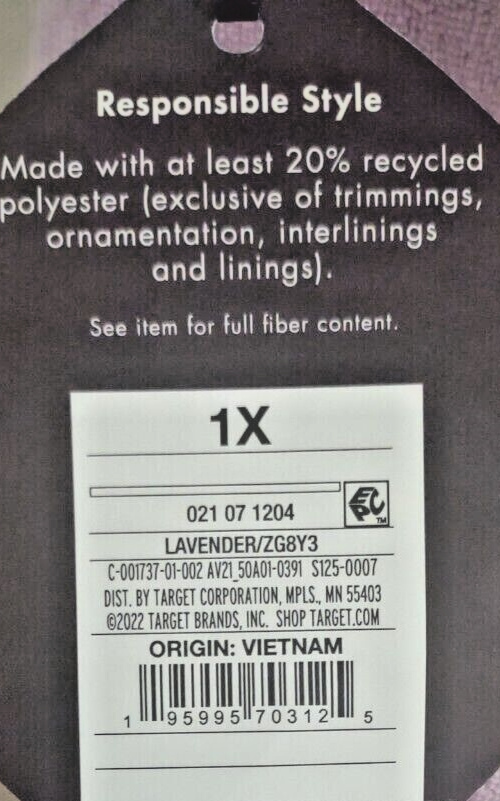 Responsible Style
Made with at least 20% recycled
polyester (exclusive of trimmings,
ornamentation, interlinings
and linings).
See item for full fiber content.
1X
EPC
TM
021 07 1204
LAVENDER/ZG8Y3
C-001737-01-002 AV21_50A01-0391 S125-0007
DIST. BY TARGET CORPORATION, MPLS., MN 55403
©2022 TARGET BRANDS, INC. SHOP TARGET.COM
ORIGIN: VIETNAM
1 95995 70312 5